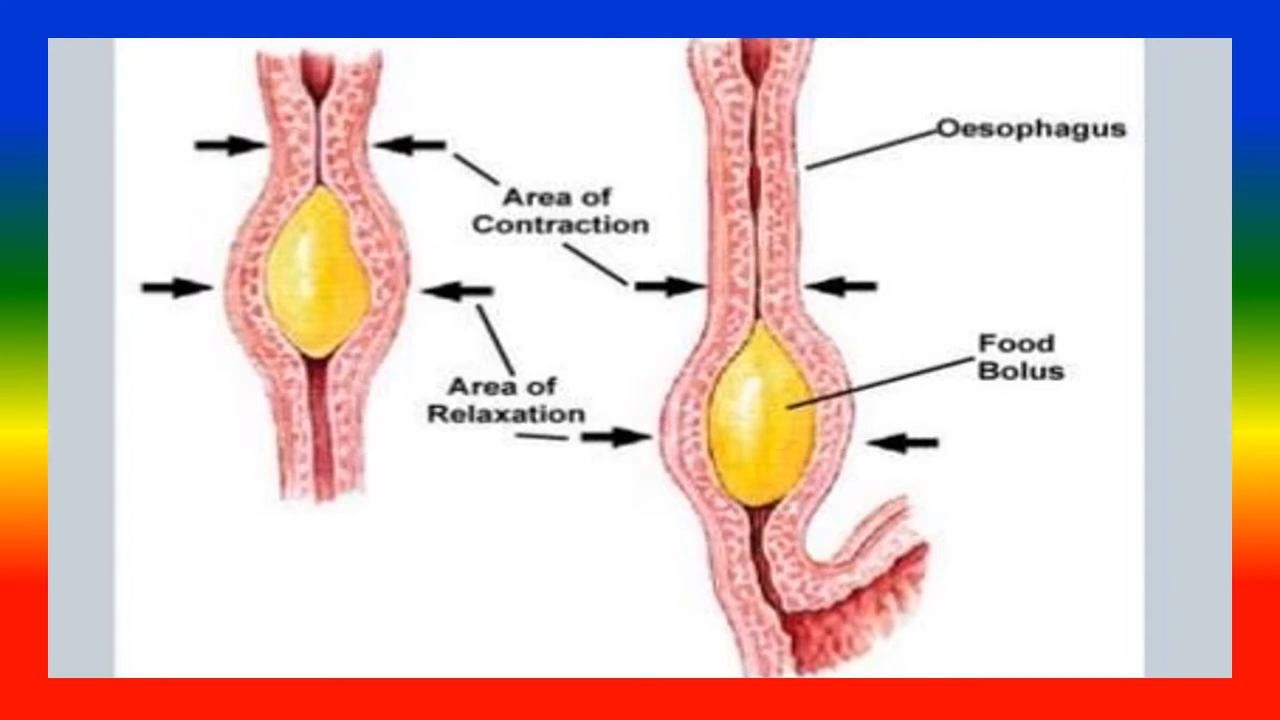 Oesophagus
Area of
Contraction
Food
Bolus
Area of
Relaxation